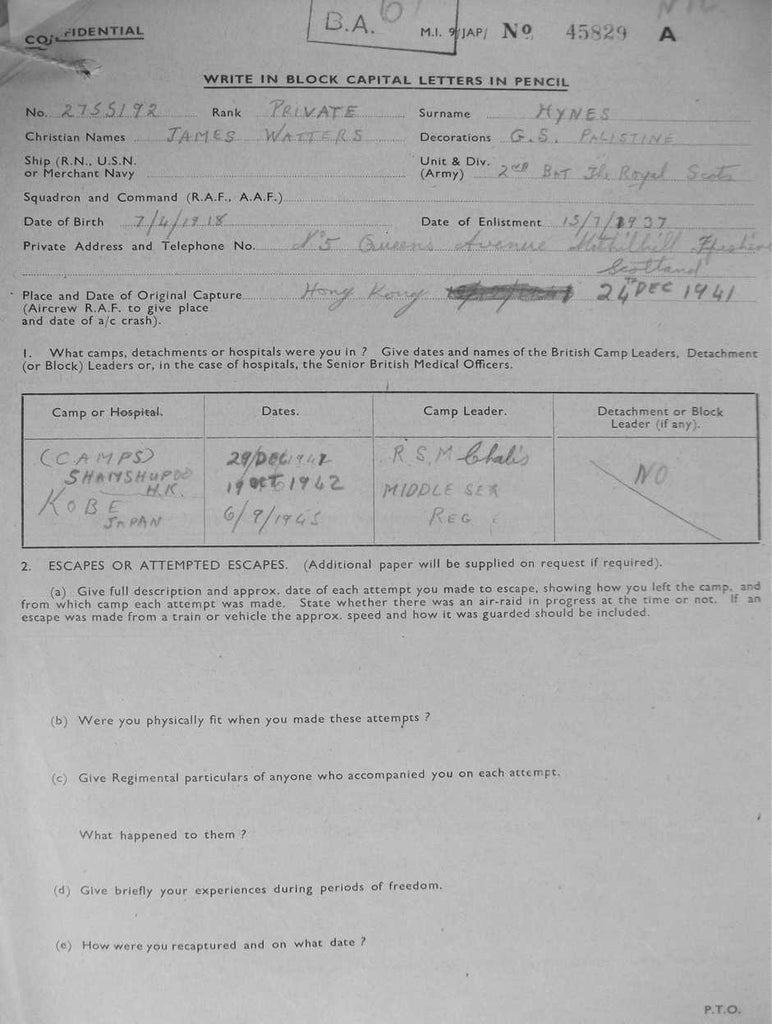 CONFIDENTIAL
B.A. M.I. 9/JAP/ No 45829 A
WRITE IN BLOCK CAPITAL LETTERS IN PENCIL
No. 2755192 Rank PRIVATE Surname HYNES
Christian Names JAMES WATTERS Decorations G.S. PALISTINE
Ship (R.N., U.S.N. or Merchant Navy Unit & Div. (Army) 2ND BAT The Royal Scots
Squadron and Command (R.A.F., A.A.F.)
Date of Birth 7/4/1918 Date of Enlistment 15/7/1937
Private Address and Telephone No. No 5 Queens Avenue Methilhill Fifeshire
Scotland
Place and Date of Original Capture Hong Kong 24TH DEC 1941
(Aircrew R.A.F. to give place
and date of a/c crash).
1. What camps, detachments or hospitals were you in ? Give dates and names of the British Camp Leaders, Detachment
(or Block) Leaders or, in the case of hospitals, the Senior British Medical Officers.
Camp or Hospital. Dates. Camp Leader. Detachment or Block
Leader (if any).
(CAMPS) 29/DEC R.S.M NO
SHAMSHUPOO H.K. 19 OCT 1942 MIDDLE SEX
KOBE JAPAN 6/9/1945 REG
2. ESCAPES OR ATTEMPTED ESCAPES. (Additional paper will be supplied on request if required).
(a) Give full description and approx. date of each attempt you made to escape, showing how you left the camp, and
from which camp each attempt was made. State whether there was an air-raid in progress at the time or not. If an
escape was made from a train or vehicle the approx. speed and how it was guarded should be included.
(b) Were you physically fit when you made these attempts ?
(c) Give Regimental particulars of anyone who accompanied you on each attempt.
What happened to them ?
(d) Give briefly your experiences during periods of freedom.
(e) How were you recaptured and on what date ?
P.T.O.